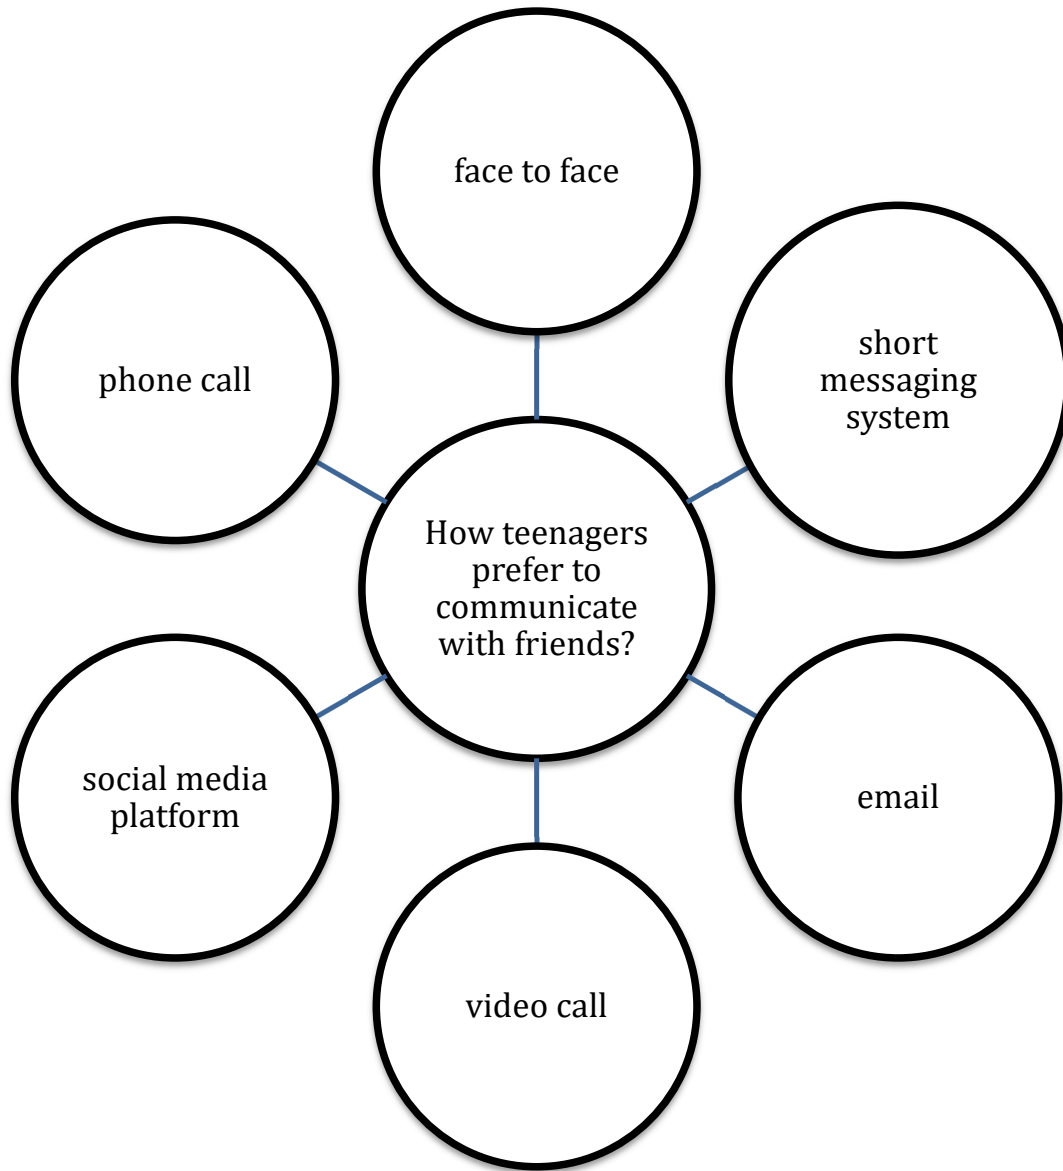 face to face
phone call
short
messaging
system
How teenagers
prefer to
communicate
with friends?
social media
platform
email
video call